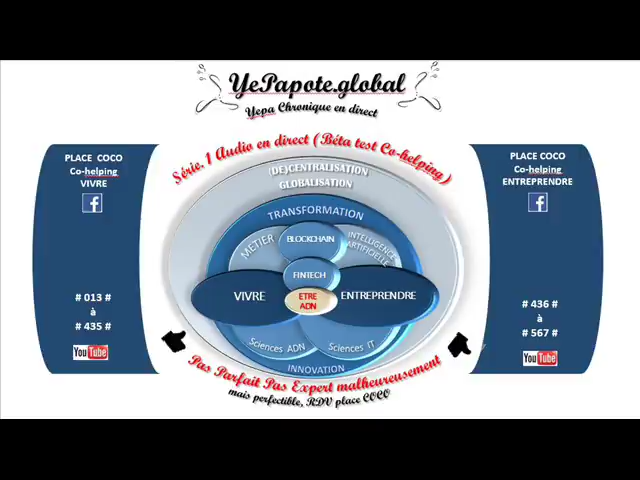 YePapote.global
Yepa Chronique en direct
Série.1 Audio en direct (Béta test Co-helping)
PLACE COCO
Co-helping
VIVRE
# 013 #
à
# 435 #
YouTube
(DE)CENTRALISATION
GLOBALISATION
TRANSFORMATION
METIER
BLOCKCHAIN
INTELLIGENCE
ARTIFICIELLE
FINTECH
VIVRE
ETRE
ADN
ENTREPRENDRE
Sciences ADN
Sciences IT
INNOVATION
PLACE COCO
Co-helping
ENTREPRENDRE
# 436 #
à
# 567 #
YouTube
Pas Parfait Pas Expert malheureusement
mais perfectible, RDV place COCO